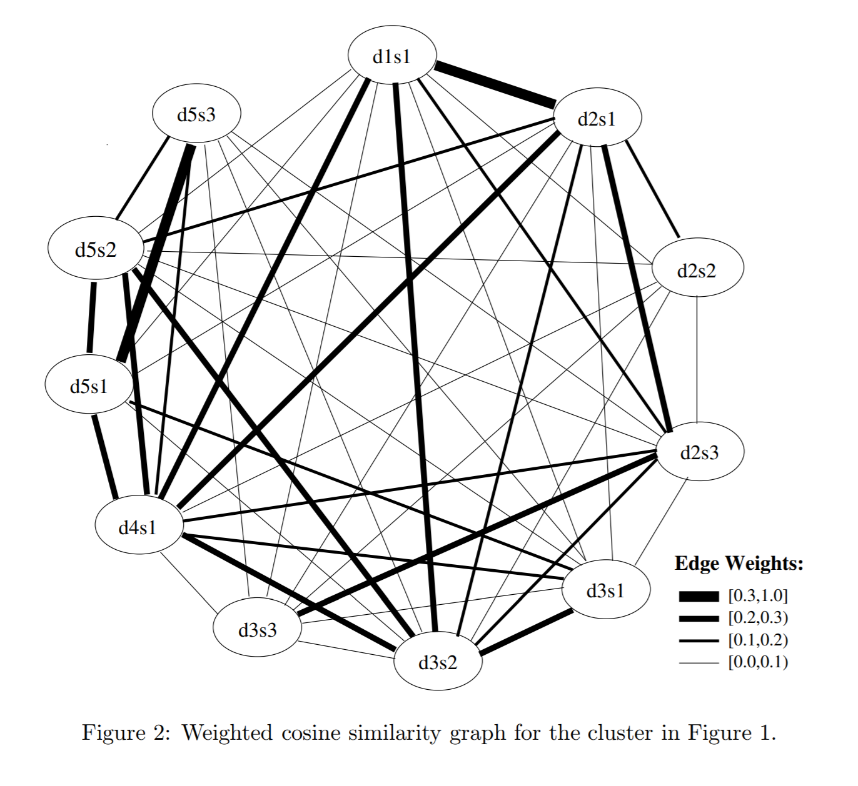 d1s1
d5s3
d2s1
d5s2
d2s2
d5s1
d2s3
d4s1
Edge Weights:
d3s1
[0.3,1.0]
[0.2,0.3)
d3s3
[0.1,0.2)
d3s2
[0.0,0.1)
Figure 2: Weighted cosine similarity graph for the cluster in Figure 1.